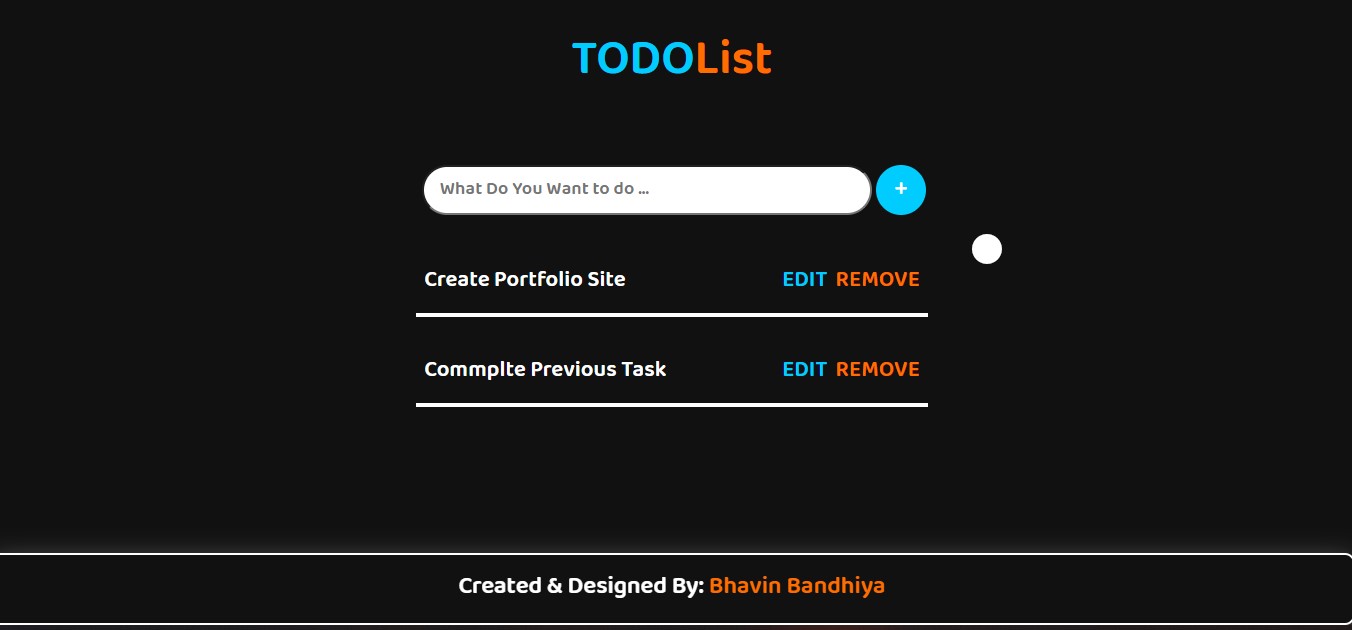 TODOList
What Do You Want to do ...
+
Create Portfolio Site EDIT REMOVE
Commplte Previous Task EDIT REMOVE
Created & Designed By: Bhavin Bandhiya